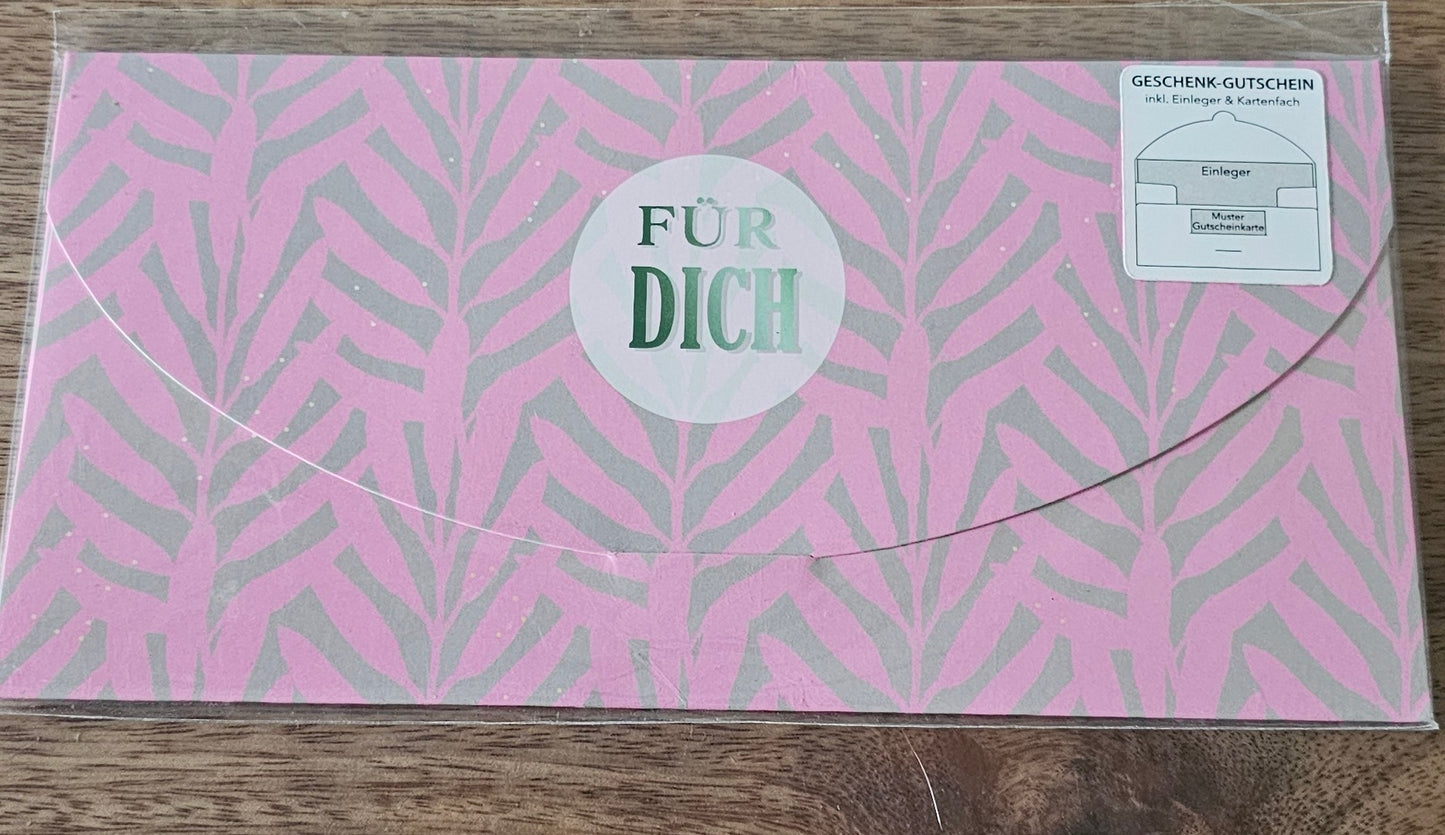 FÜR
DICH
GESCHENK-GUTSCHEIN
inkl. Einleger & Kartenfach
Einleger
Muster
Gutscheinkarte